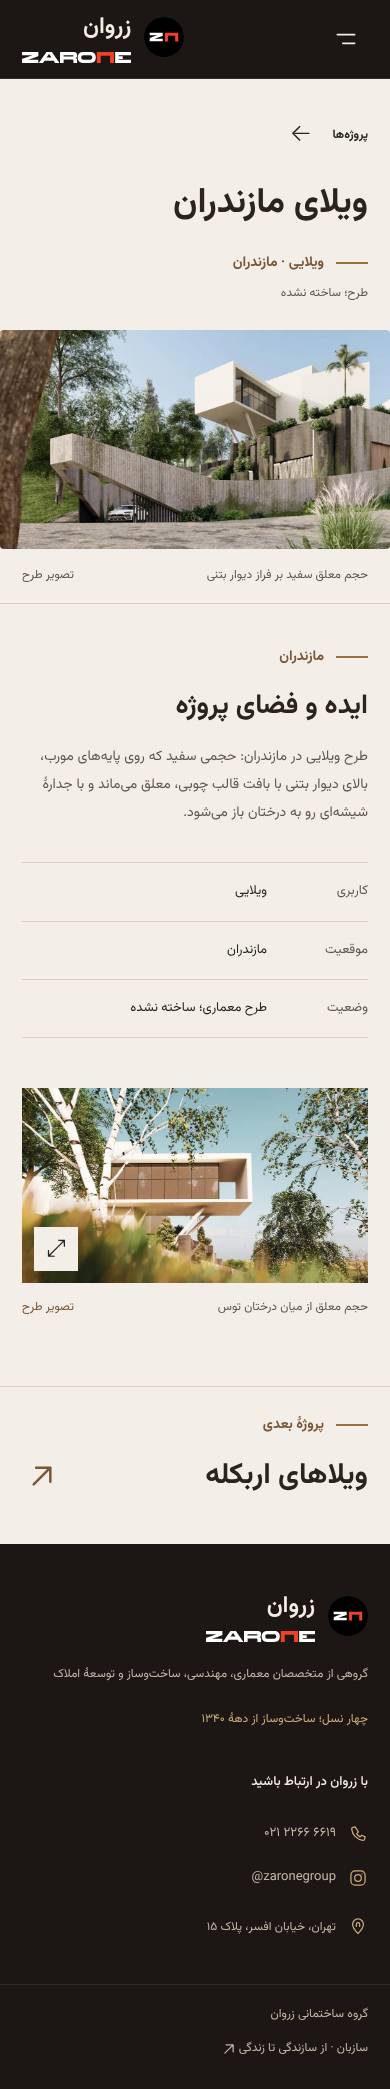 زروان
ZARONE
پروژه‌ها
ویلای مازندران
ویلایی · مازندران
طرح؛ ساخته نشده
حجم معلق سفید بر فراز دیوار بتنی
تصویر طرح
مازندران
ایده و فضای پروژه
طرح ویلایی در مازندران: حجمی سفید که روی پایه‌های مورب،
بالای دیوار بتنی با بافت قالب چوبی، معلق می‌ماند و با جدارهٔ
شیشه‌ای رو به درختان باز می‌شود.
کاربری ویلایی
موقعیت مازندران
وضعیت طرح معماری؛ ساخته نشده
حجم معلق از میان درختان توس
تصویر طرح
پروژهٔ بعدی
ویلاهای اربکله
زروان
ZARONE
گروهی از متخصصان معماری، مهندسی، ساخت‌وساز و توسعهٔ املاک
چهار نسل؛ ساخت‌وساز از دههٔ ۱۳۴۰
با زروان در ارتباط باشید
۰۲۱ ۲۲۶۶ ۶۶۱۹
@zaronegroup
تهران، خیابان افسر، پلاک ۱۵
گروه ساختمانی زروان
سازبان · از سازندگی تا زندگی